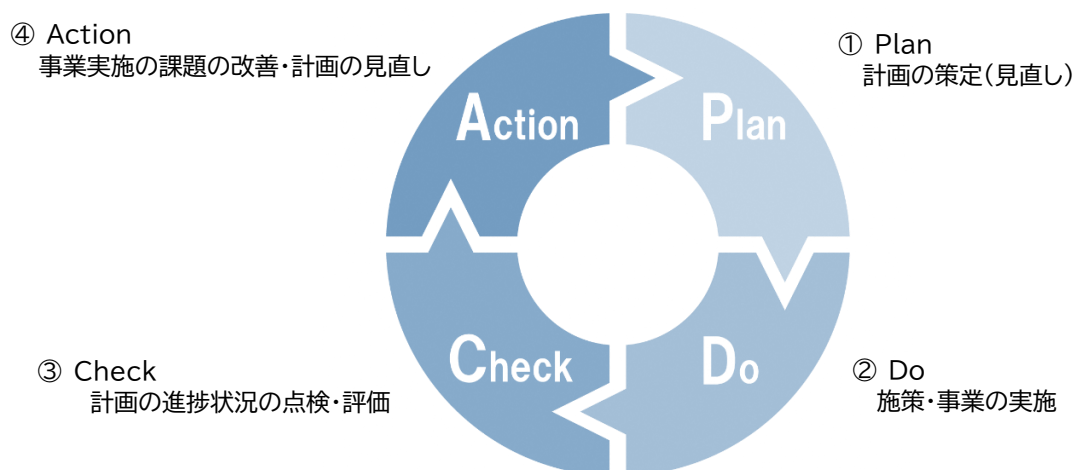 ④ Action
事業実施の課題の改善・計画の見直し
① Plan
計画の策定(見直し)
Action
Plan
Check
Do
③ Check
計画の進捗状況の点検・評価
② Do
施策・事業の実施